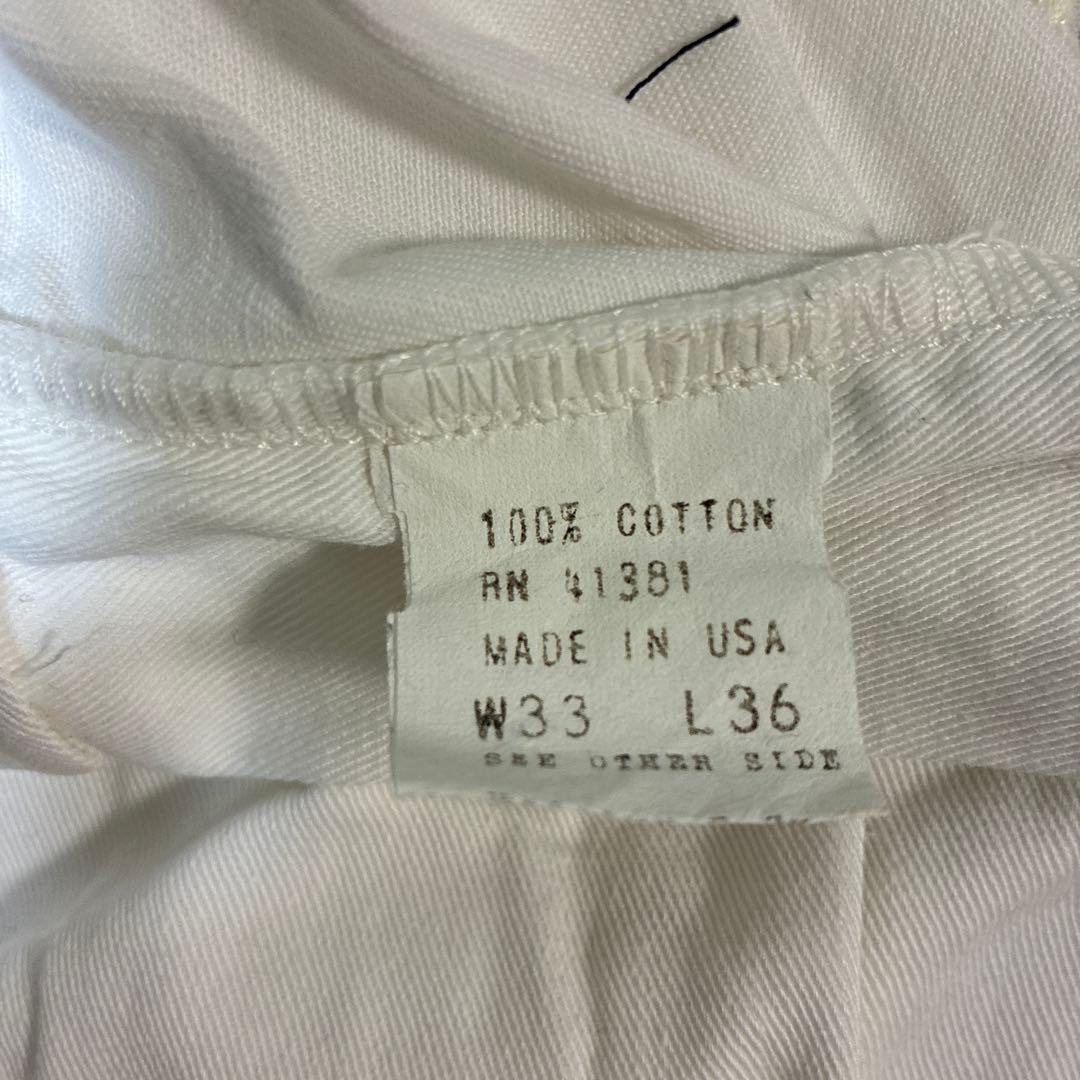 100% COTTON
RN 41381
MADE IN USA
W33 L36
SEE OTHER SIDE